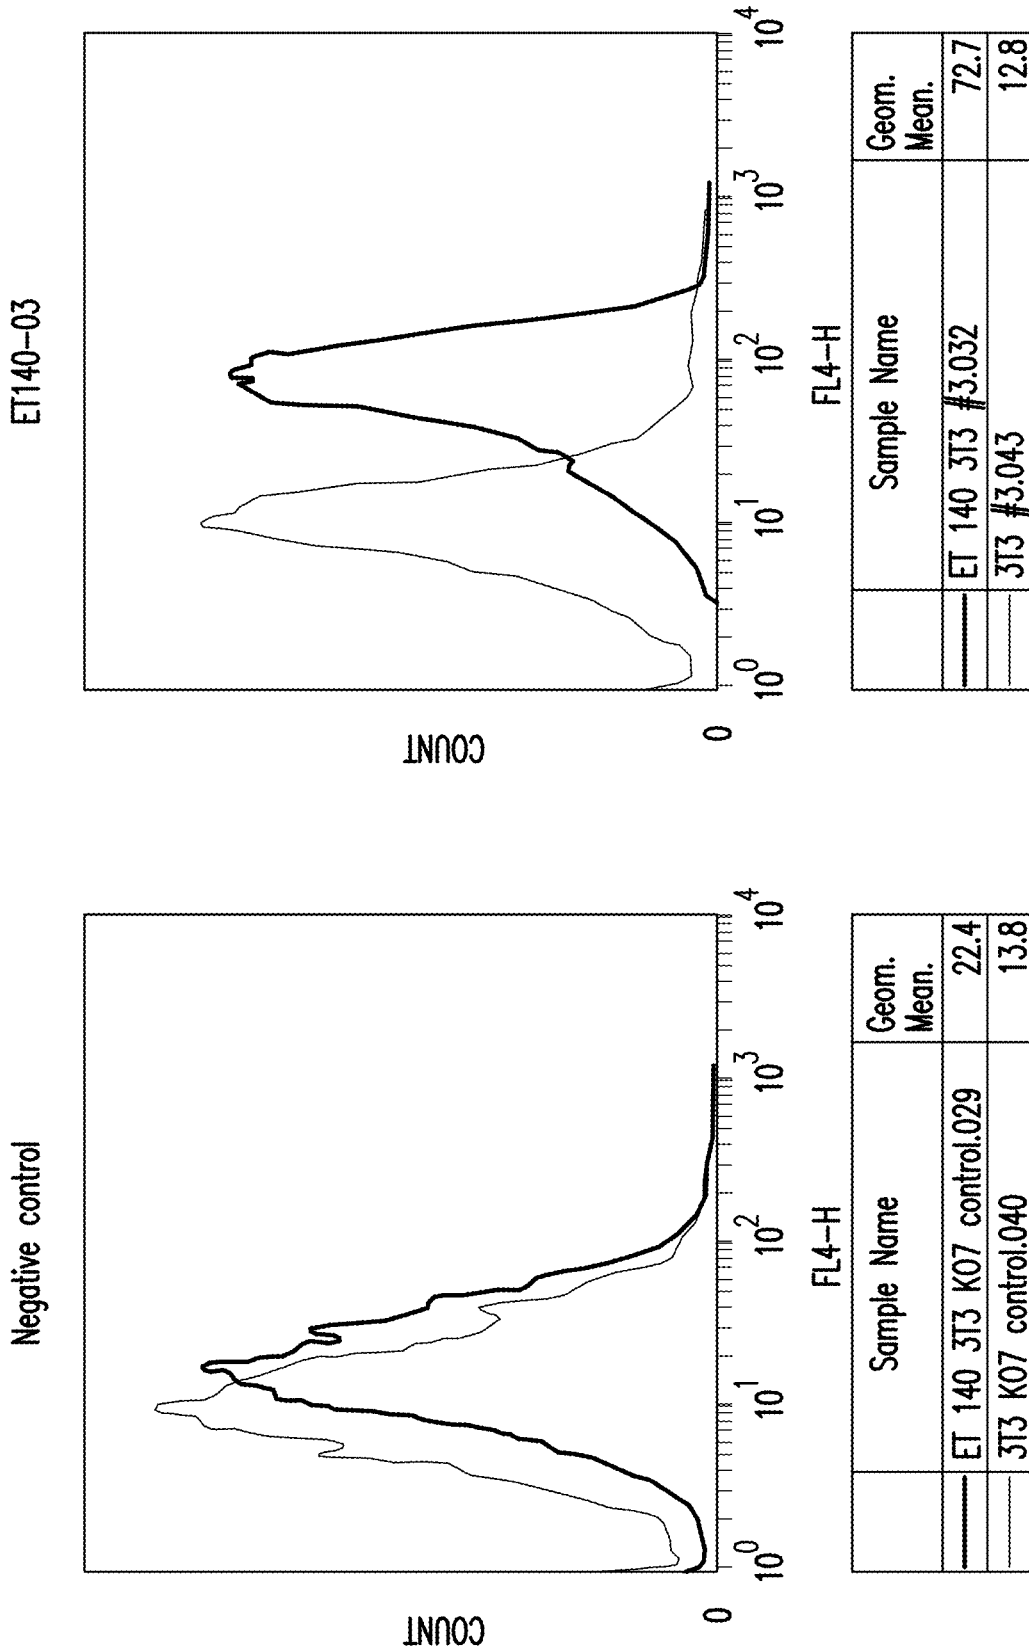 Negative control
COUNT
0
10^0 10^1 10^2 10^3 10^4
FL4-H
Sample Name Geom. Mean.
ET 140 3T3 K07 control.029 22.4
3T3 K07 control.040 13.8
ET140-03
COUNT
0
10^0 10^1 10^2 10^3 10^4
FL4-H
Sample Name Geom. Mean.
ET 140 3T3 #3.032 72.7
3T3 #3.043 12.8